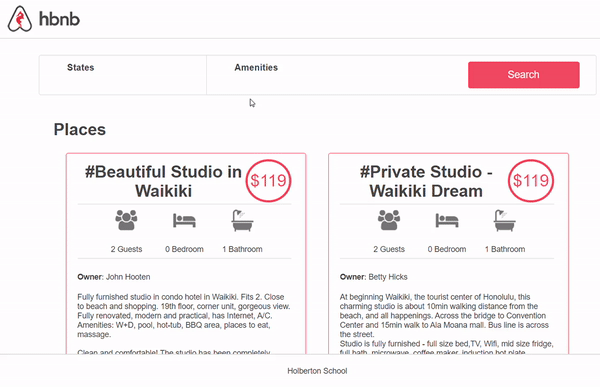 hbnb
States
Amenities
Search
Places
#Beautiful Studio in
Waikiki
$119
2 Guests
0 Bedroom
1 Bathroom
Owner: John Hooten
Fully furnished studio in condo hotel in Waikiki. Fits 2. Close
to beach and shopping. 19th floor, corner unit, gorgeous view.
Fully renovated, modern and practical, has Internet, A/C.
Amenities: W+D, pool, hot-tub, BBQ area, places to eat,
massage.
Clean and comfortable! The studio has been completely
#Private Studio -
Waikiki Dream
$119
2 Guests
0 Bedroom
1 Bathroom
Owner: Betty Hicks
At beginning Waikiki, the tourist center of Honolulu, this
charming studio is about 10min walking distance from the
beach, and all happenings. Across the bridge to Convention
Center and 15min walk to Ala Moana mall. Bus line is across
the street.
Studio is fully furnished - full size bed,TV, Wifi, mid size fridge,
full bath, microwave, coffee maker, induction hot plate
Holberton School